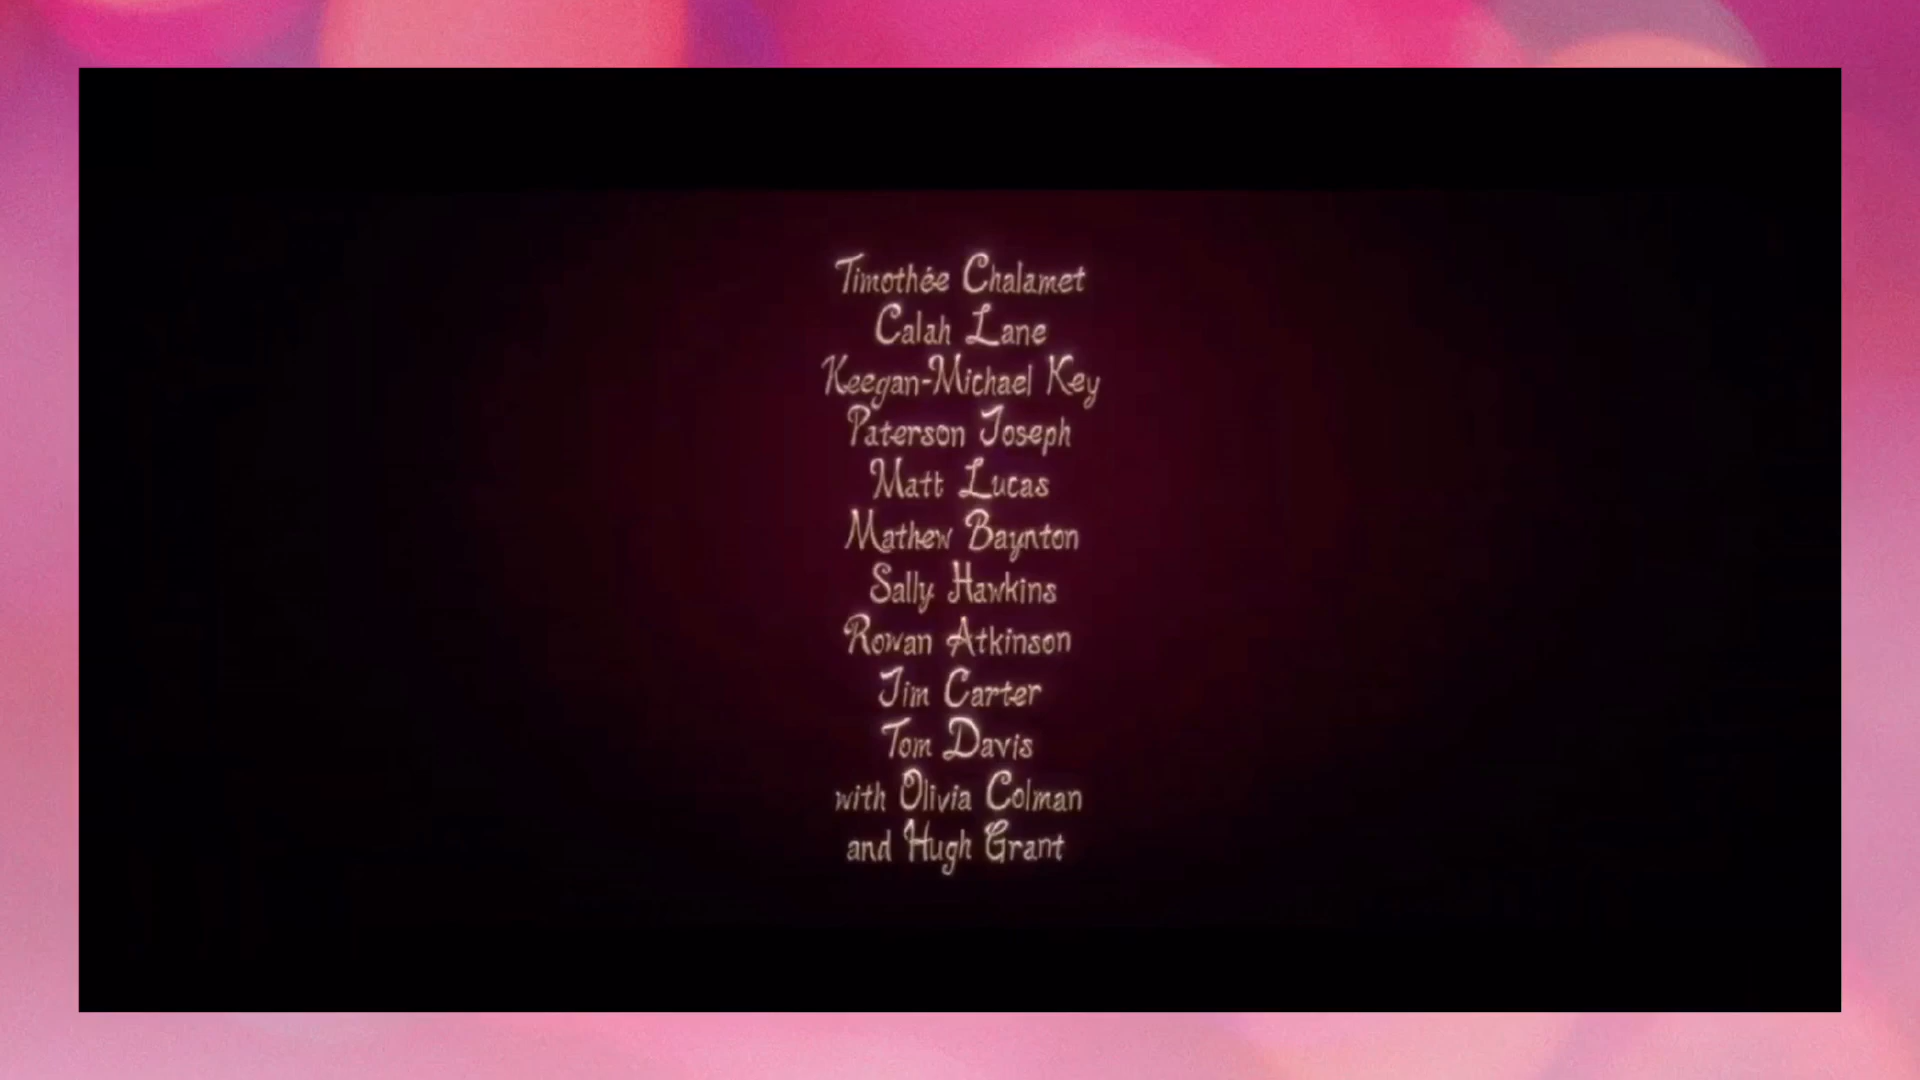 Timothée Chalamet
Calah Lane
Keegan-Michael Key
Paterson Joseph
Matt Lucas
Mathew Baynton
Sally Hawkins
Rowan Atkinson
Jim Carter
Tom Davis
with Olivia Colman
and Hugh Grant